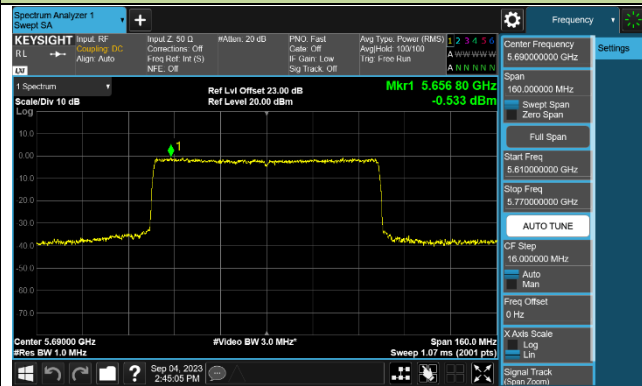 Spectrum Analyzer 1
Swept SA
Frequency
KEYSIGHT
RL
LXI
Input: RF
Coupling: DC
Align: Auto
Input Z: 50 Ω
Corrections: Off
Freq Ref: Int (S)
NFE: Off
#Atten: 20 dB
PNO: Fast
Gate: Off
IF Gain: Low
Sig Track: Off
Avg Type: Power (RMS)
Avg|Hold: 100/100
Trig: Free Run
1 2 3 4 5 6
A W W W W W
A N N N N N
Center Frequency
5.690000000 GHz
Settings
Span
160.000000 MHz
Swept Span
Zero Span
Full Span
Start Freq
5.610000000 GHz
Stop Freq
5.770000000 GHz
AUTO TUNE
CF Step
16.000000 MHz
Auto
Man
Freq Offset
0 Hz
X Axis Scale
Log
Lin
Signal Track
(Span Zoom)
1 Spectrum
Scale/Div 10 dB
Log
Ref Lvl Offset 23.00 dB
Ref Level 20.00 dBm
Mkr1 5.656 80 GHz
-0.533 dBm
1
10.0
0.00
-10.0
-20.0
-30.0
-40.0
-50.0
-60.0
-70.0
Center 5.69000 GHz
#Res BW 1.0 MHz
#Video BW 3.0 MHz*
Span 160.0 MHz
Sweep 1.07 ms (2001 pts)
Sep 04, 2023
2:45:05 PM